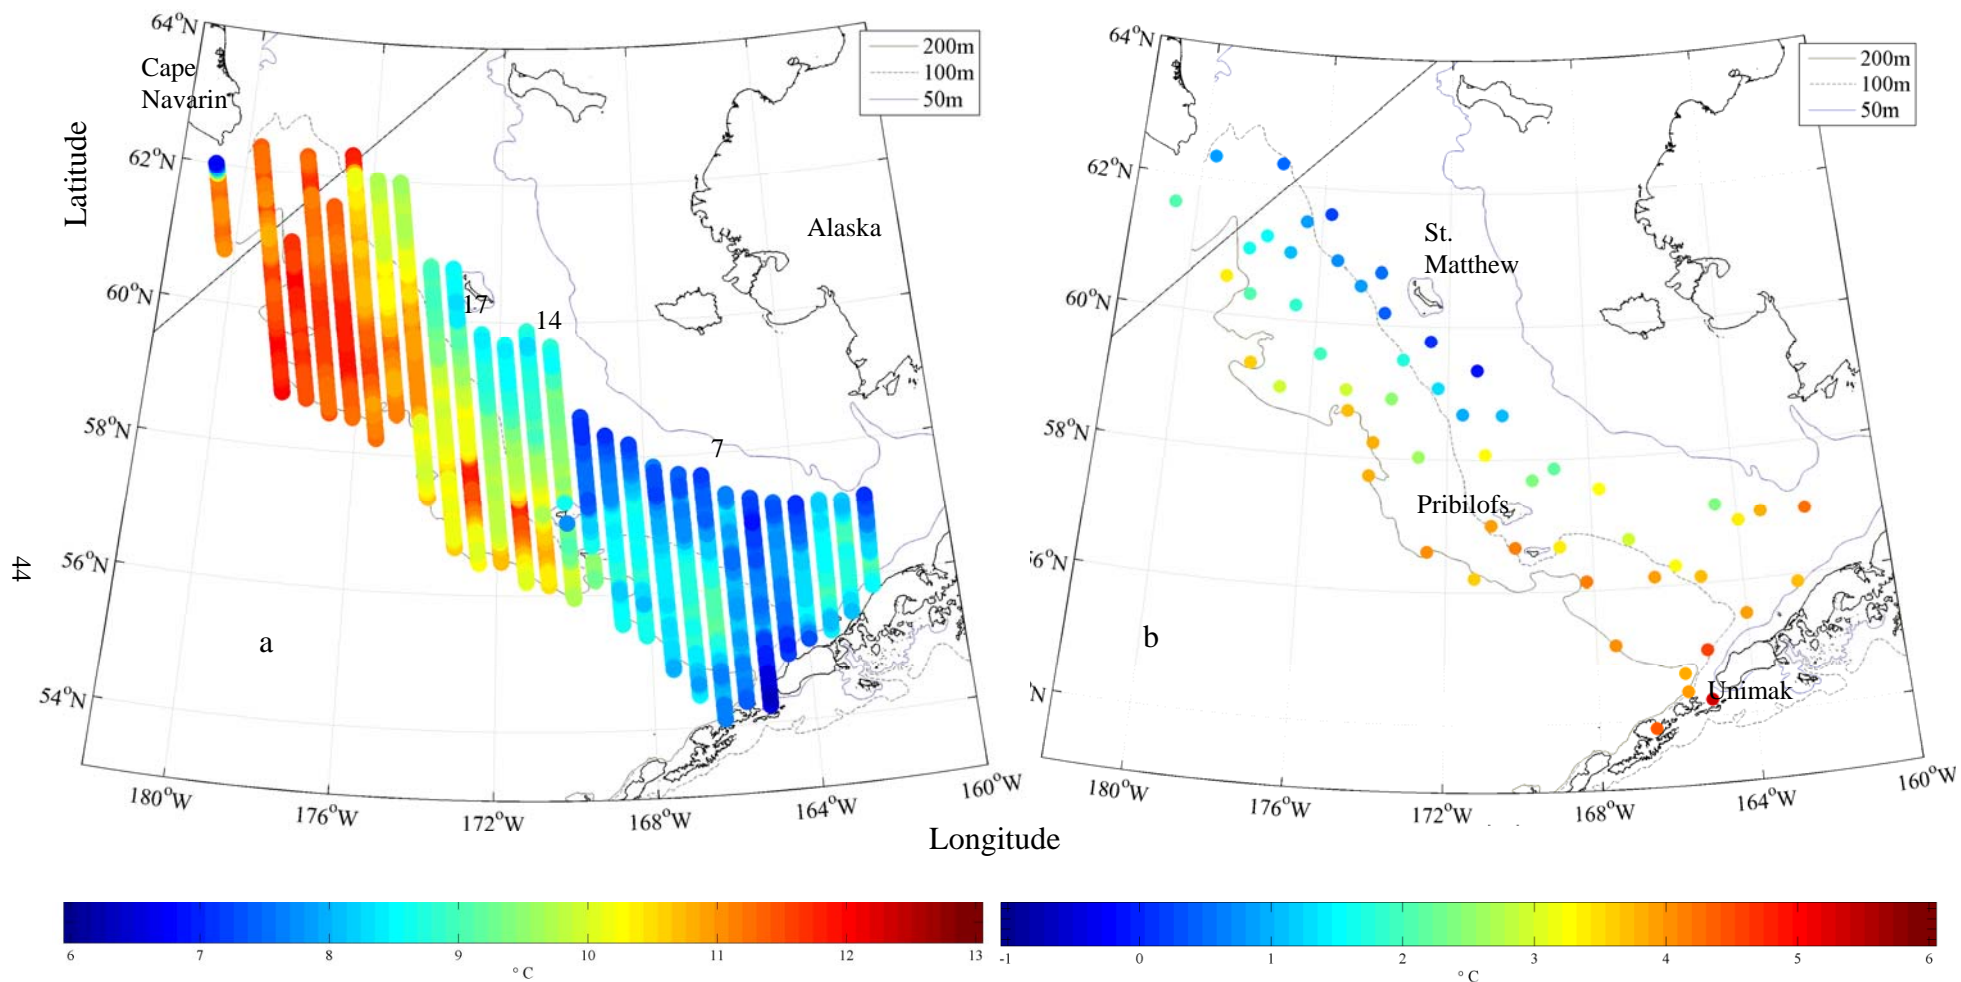 64°N
62°N
60°N
58°N
56°N
54°N
Latitude
44
Cape
Navarin
Alaska
200m
100m
50m
17
14
7
a
180°W
176°W
172°W
168°W
164°W
160°W
64°N
62°N
60°N
58°N
56°N
N
200m
100m
50m
St.
Matthew
Pribilofs
Unimak
b
180°W
176°W
172°W
168°W
164°W
160°W
Longitude
6 7 8 9 10 11 12 13
° C
-1 0 1 2 3 4 5 6
° C